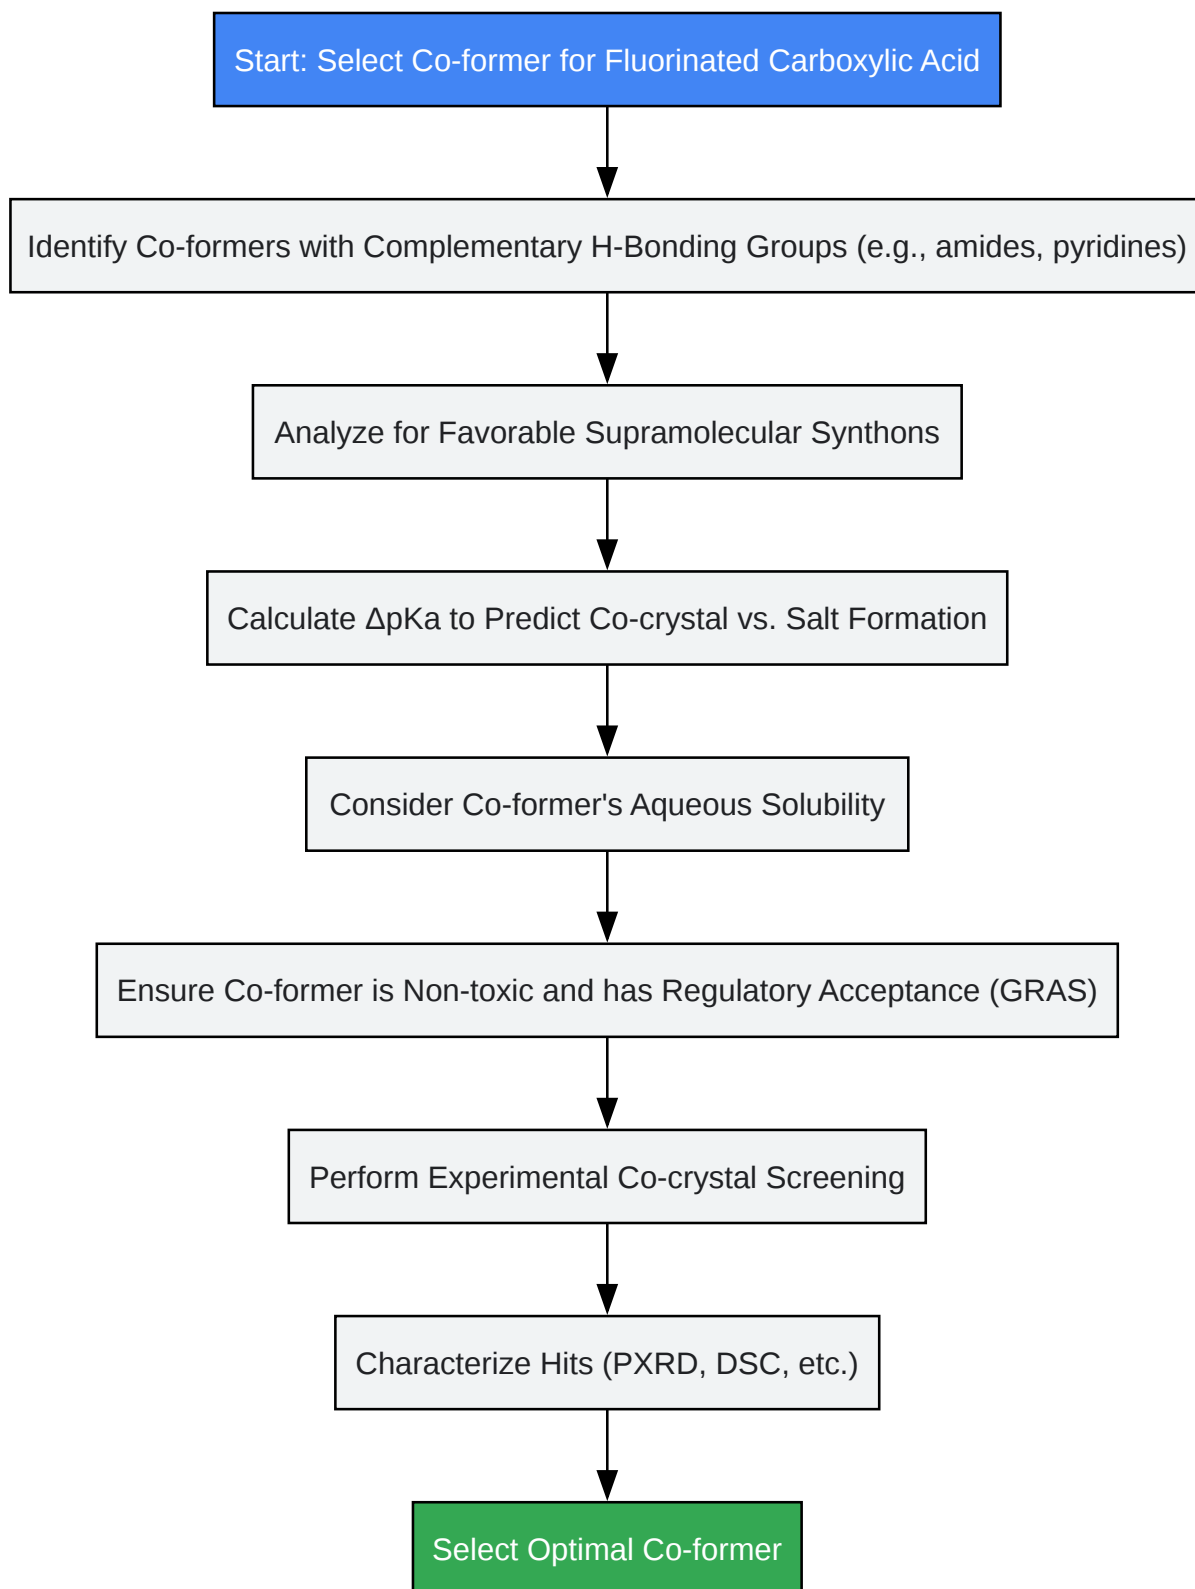 Start: Select Co-former for Fluorinated Carboxylic Acid
Identify Co-formers with Complementary H-Bonding Groups (e.g., amides, pyridines)
Analyze for Favorable Supramolecular Synthons
Calculate ΔpKa to Predict Co-crystal vs. Salt Formation
Consider Co-former's Aqueous Solubility
Ensure Co-former is Non-toxic and has Regulatory Acceptance (GRAS)
Perform Experimental Co-crystal Screening
Characterize Hits (PXRD, DSC, etc.)
Select Optimal Co-former